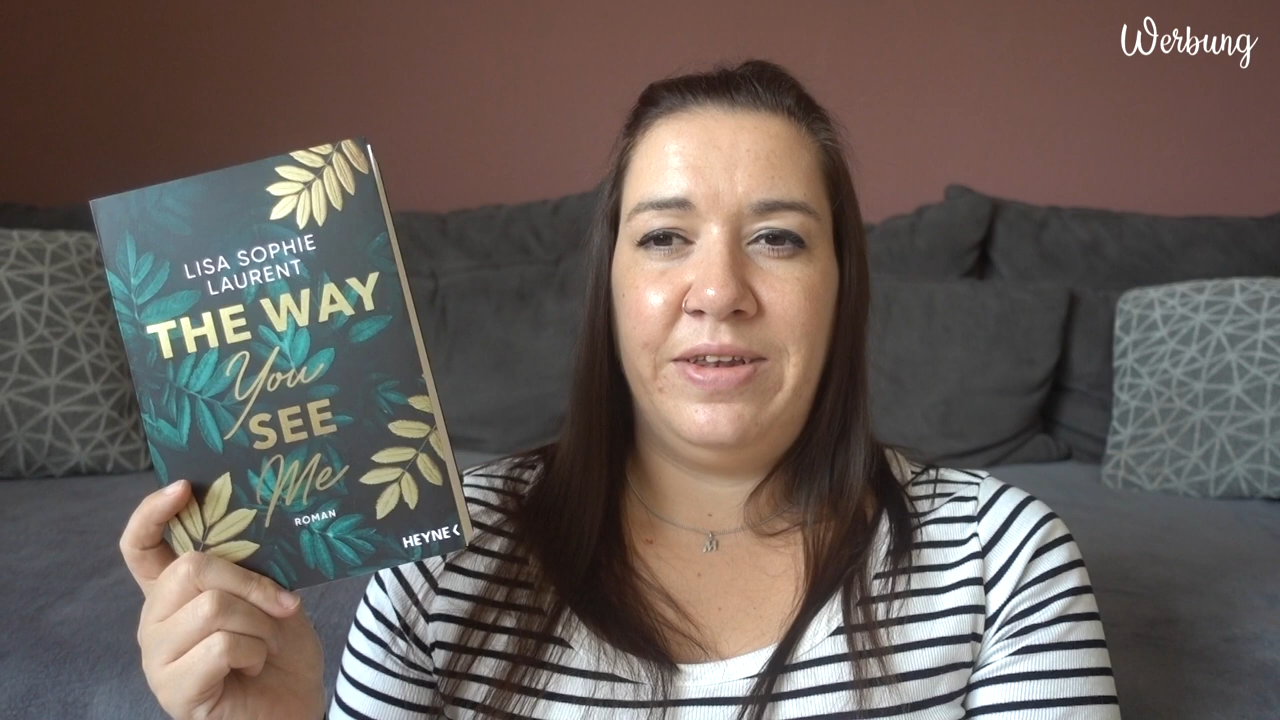 Werbung
LISA SOPHIE
LAURENT
THE WAY
You
SEE
Me
ROMAN
HEYNE